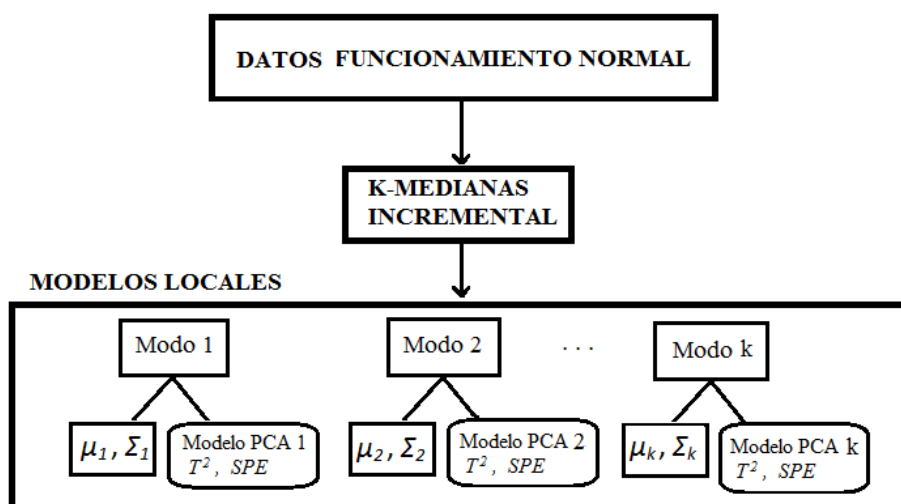 DATOS FUNCIONAMIENTO NORMAL
K-MEDIANAS
INCREMENTAL
MODELOS LOCALES
Modo 1
Modo 2
. . .
Modo k
μ₁, Σ₁
Modelo PCA 1
T², SPE
μ₂, Σ₂
Modelo PCA 2
T², SPE
μₖ, Σₖ
Modelo PCA k
T², SPE